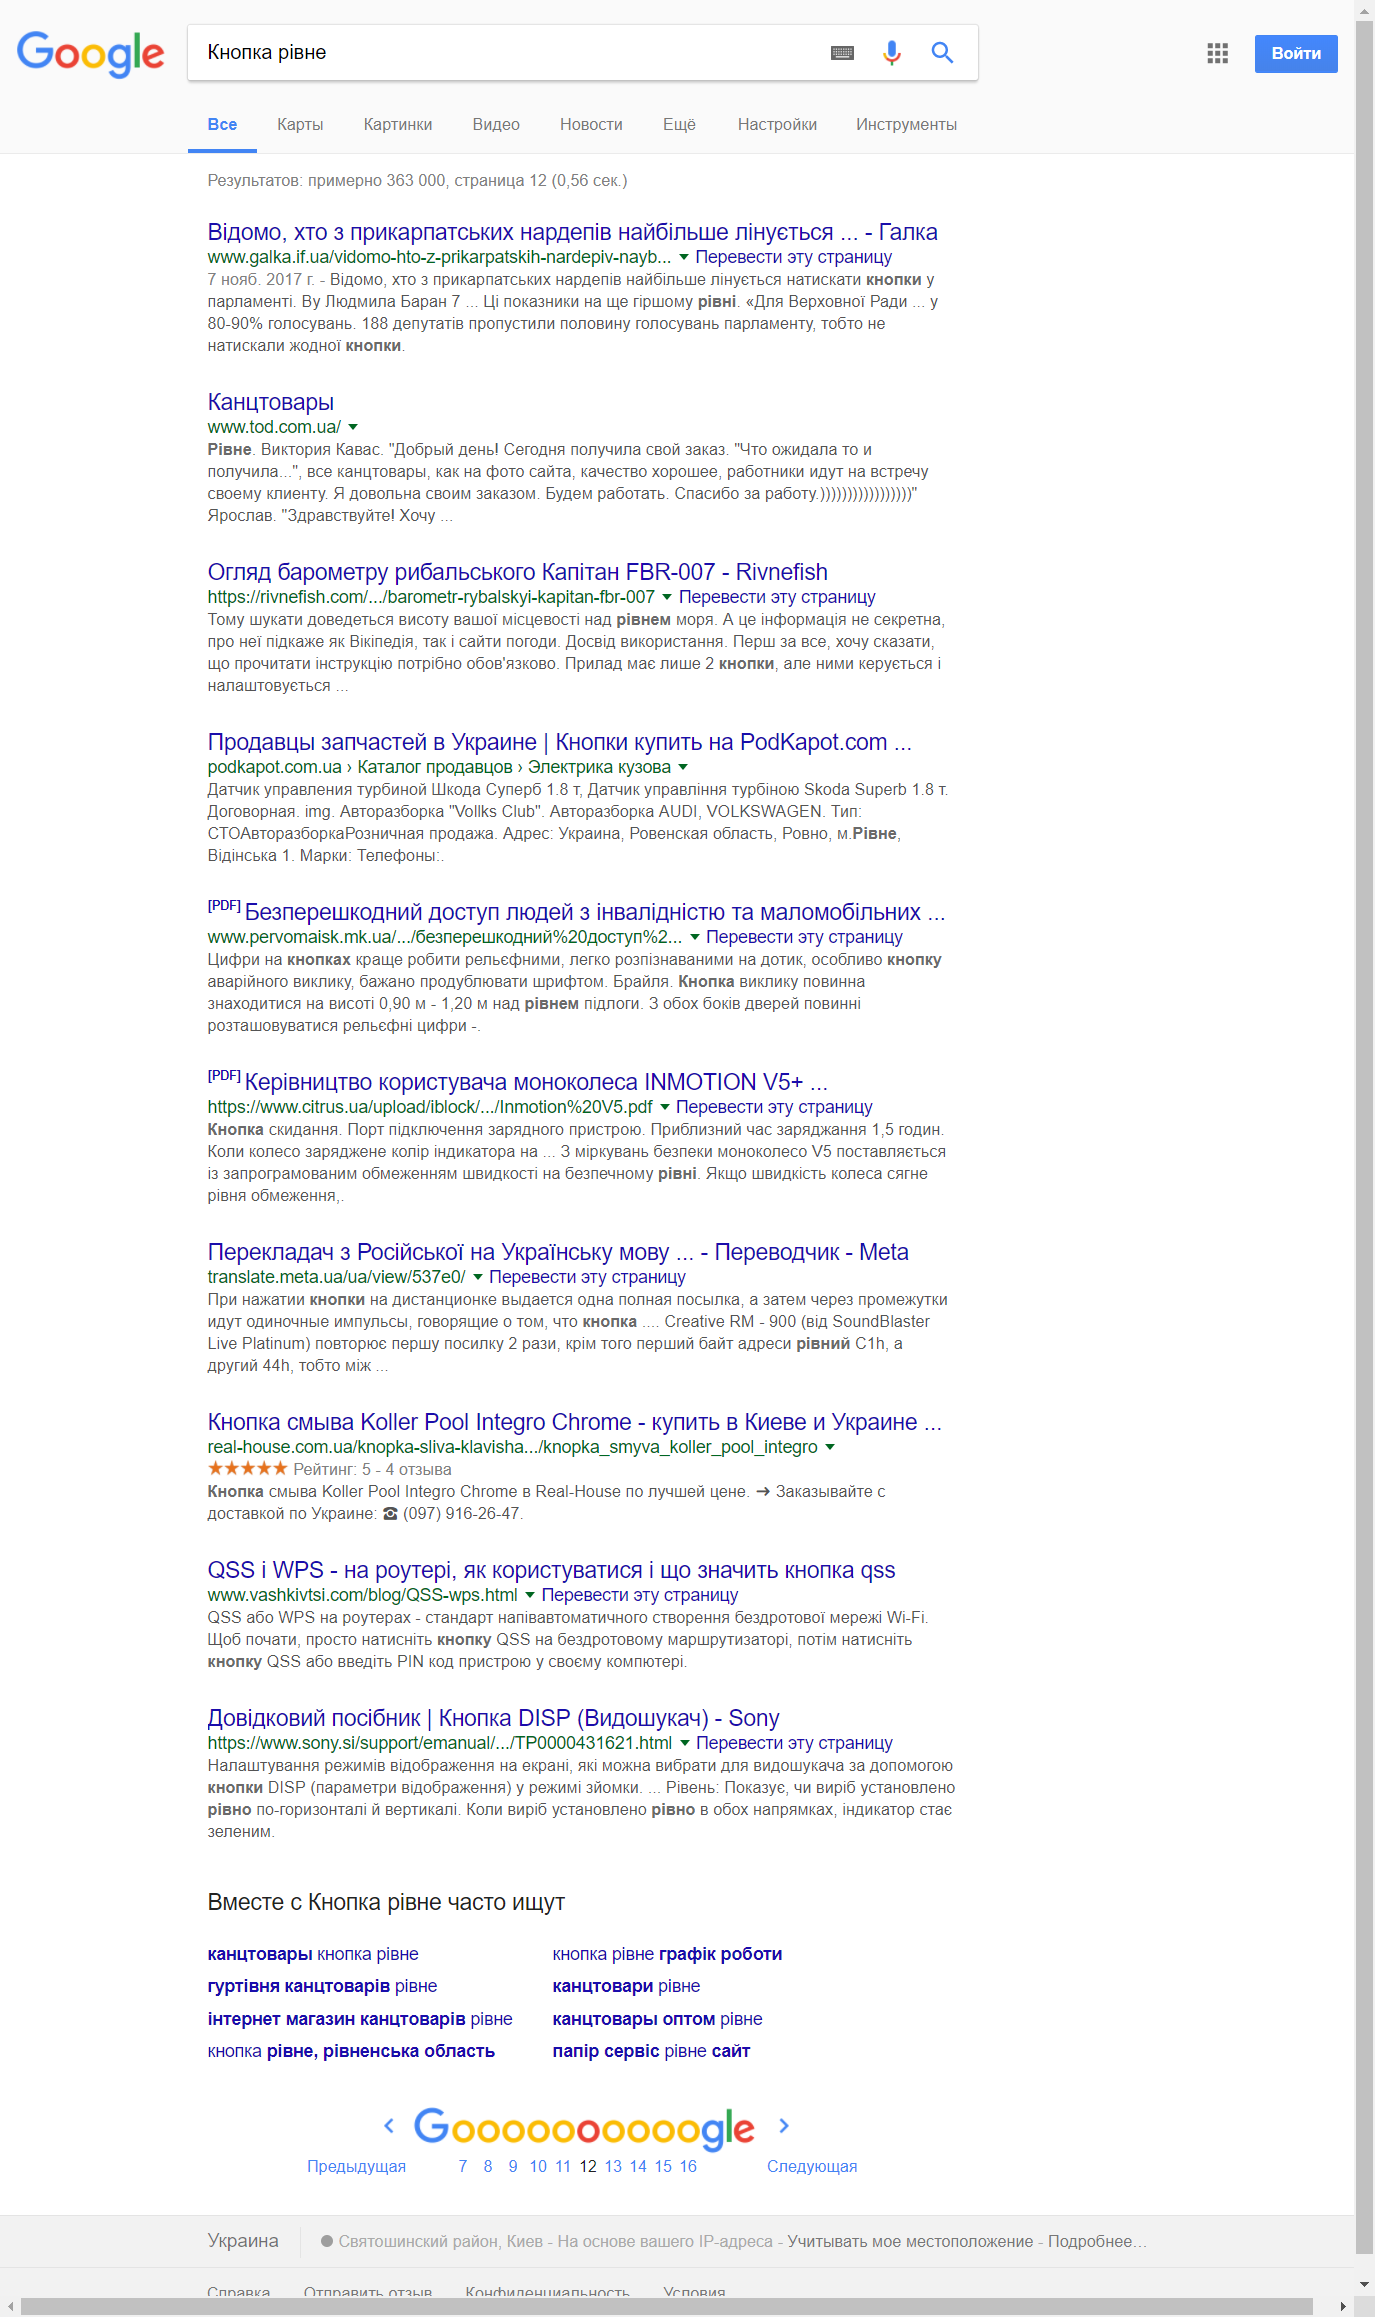 Google
Кнопка рівне
Войти
Все Карты Картинки Видео Новости Ещё Настройки Инструменты
Результатов: примерно 363 000, страница 12 (0,56 сек.)
Відомо, хто з прикарпатських нардепів найбільше лінується ... - Галка
www.galka.if.ua/vidomo-hto-z-prikarpatskih-nardepiv-nayb... Перевести эту страницу
7 нояб. 2017 г. - Відомо, хто з прикарпатських нардепів найбільше лінується натискати кнопки у
парламенті. Ву Людмила Баран 7 ... Ці показники на ще гіршому рівні. «Для Верховної Ради ... у
80-90% голосувань. 188 депутатів пропустили половину голосувань парламенту, тобто не
натискали жодної кнопки.
Канцтовары
www.tod.com.ua/
Рівне. Виктория Кавас. "Добрый день! Сегодня получила свой заказ. "Что ожидала то и
получила...", все канцтовары, как на фото сайта, качество хорошее, работники идут на встречу
своему клиенту. Я довольна своим заказом. Будем работать. Спасибо за работу.)))))))))))))))))"
Ярослав. "Здравствуйте! Хочу ...
Огляд барометру рибальського Капітан FBR-007 - Rivnefish
https://rivnefish.com/.../barometr-rybalskyi-kapitan-fbr-007 Перевести эту страницу
Тому шукати доведеться висоту вашої місцевості над рівнем моря. А це інформація не секретна,
про неї підкаже як Вікіпедія, так і сайти погоди. Досвід використання. Перш за все, хочу сказати,
що прочитати інструкцію потрібно обов'язково. Прилад має лише 2 кнопки, але ними керується і
налаштовується ...
Продавцы запчастей в Украине | Кнопки купить на PodKapot.com ...
podkapot.com.ua › Каталог продавцов › Электрика кузова
Датчик управления турбиной Шкода Суперб 1.8 т, Датчик управління турбіною Skoda Superb 1.8 т.
Договорная. img. Авторазборка "Vollks Club". Авторазборка AUDI, VOLKSWAGEN. Тип:
СТОАвторазборкаРозничная продажа. Адрес: Украина, Ровенская область, Ровно, м.Рівне,
Відінська 1. Марки: Телефоны:.
[PDF] Безперешкодний доступ людей з інвалідністю та маломобільних ...
www.pervomaisk.mk.ua/.../безперешкодний%20доступ%2... Перевести эту страницу
Цифри на кнопках краще робити рельєфними, легко розпізнаваними на дотик, особливо кнопку
аварійного виклику, бажано продублювати шрифтом. Брайля. Кнопка виклику повинна
знаходитися на висоті 0,90 м - 1,20 м над рівнем підлоги. З обох боків дверей повинні
розташовуватися рельєфні цифри -.
[PDF] Керівництво користувача моноколеса INMOTION V5+ ...
https://www.citrus.ua/upload/iblock/.../Inmotion%20V5.pdf Перевести эту страницу
Кнопка скидання. Порт підключення зарядного пристрою. Приблизний час заряджання 1,5 годин.
Коли колесо заряджене колір індикатора на ... З міркувань безпеки моноколесо V5 поставляється
із запрограмованим обмеженням швидкості на безпечному рівні. Якщо швидкість колеса сягне
рівня обмеження,.
Перекладач з Російської на Українську мову ... - Переводчик - Meta
translate.meta.ua/ua/view/537e0/ Перевести эту страницу
При нажатии кнопки на дистанционке выдается одна полная посылка, а затем через промежутки
идут одиночные импульсы, говорящие о том, что кнопка .... Creative RM - 900 (від SoundBlaster
Live Platinum) повторює першу посилку 2 рази, крім того перший байт адреси рівний C1h, а
другий 44h, тобто між ...
Кнопка смыва Koller Pool Integro Chrome - купить в Киеве и Украине ...
real-house.com.ua/knopka-sliva-klavisha.../knopka_smyva_koller_pool_integro
★★★★★ Рейтинг: 5 - 4 отзыва
Кнопка смыва Koller Pool Integro Chrome в Real-House по лучшей цене. ➜ Заказывайте с
доставкой по Украине: ☎ (097) 916-26-47.
QSS і WPS - на роутері, як користуватися і що значить кнопка qss
www.vashkivtsi.com/blog/QSS-wps.html Перевести эту страницу
QSS або WPS на роутерах - стандарт напівавтоматичного створення бездротової мережі Wi-Fi.
Щоб почати, просто натисніть кнопку QSS на бездротовому маршрутизаторі, потім натисніть
кнопку QSS або введіть PIN код пристрою у своєму компютері.
Довідковий посібник | Кнопка DISP (Видошукач) - Sony
https://www.sony.si/support/emanual/.../TP0000431621.html Перевести эту страницу
Налаштування режимів відображення на екрані, які можна вибрати для видошукача за допомогою
кнопки DISP (параметри відображення) у режимі зйомки. ... Рівень: Показує, чи виріб установлено
рівно по-горизонталі й вертикалі. Коли виріб установлено рівно в обох напрямках, індикатор стає
зеленим.
Вместе с Кнопка рівне часто ищут
канцтовары кнопка рівне кнопка рівне графік роботи
гуртівня канцтоварів рівне канцтовари рівне
інтернет магазин канцтоварів рівне канцтовары оптом рівне
кнопка рівне, рівненська область папір сервіс рівне сайт
Goooooooooogle
Предыдущая 7 8 9 10 11 12 13 14 15 16 Следующая
Украина Святошинский район, Киев - На основе вашего IP-адреса - Учитывать мое местоположение - Подробнее...
Справка Отправить отзыв Конфиденциальность Условия